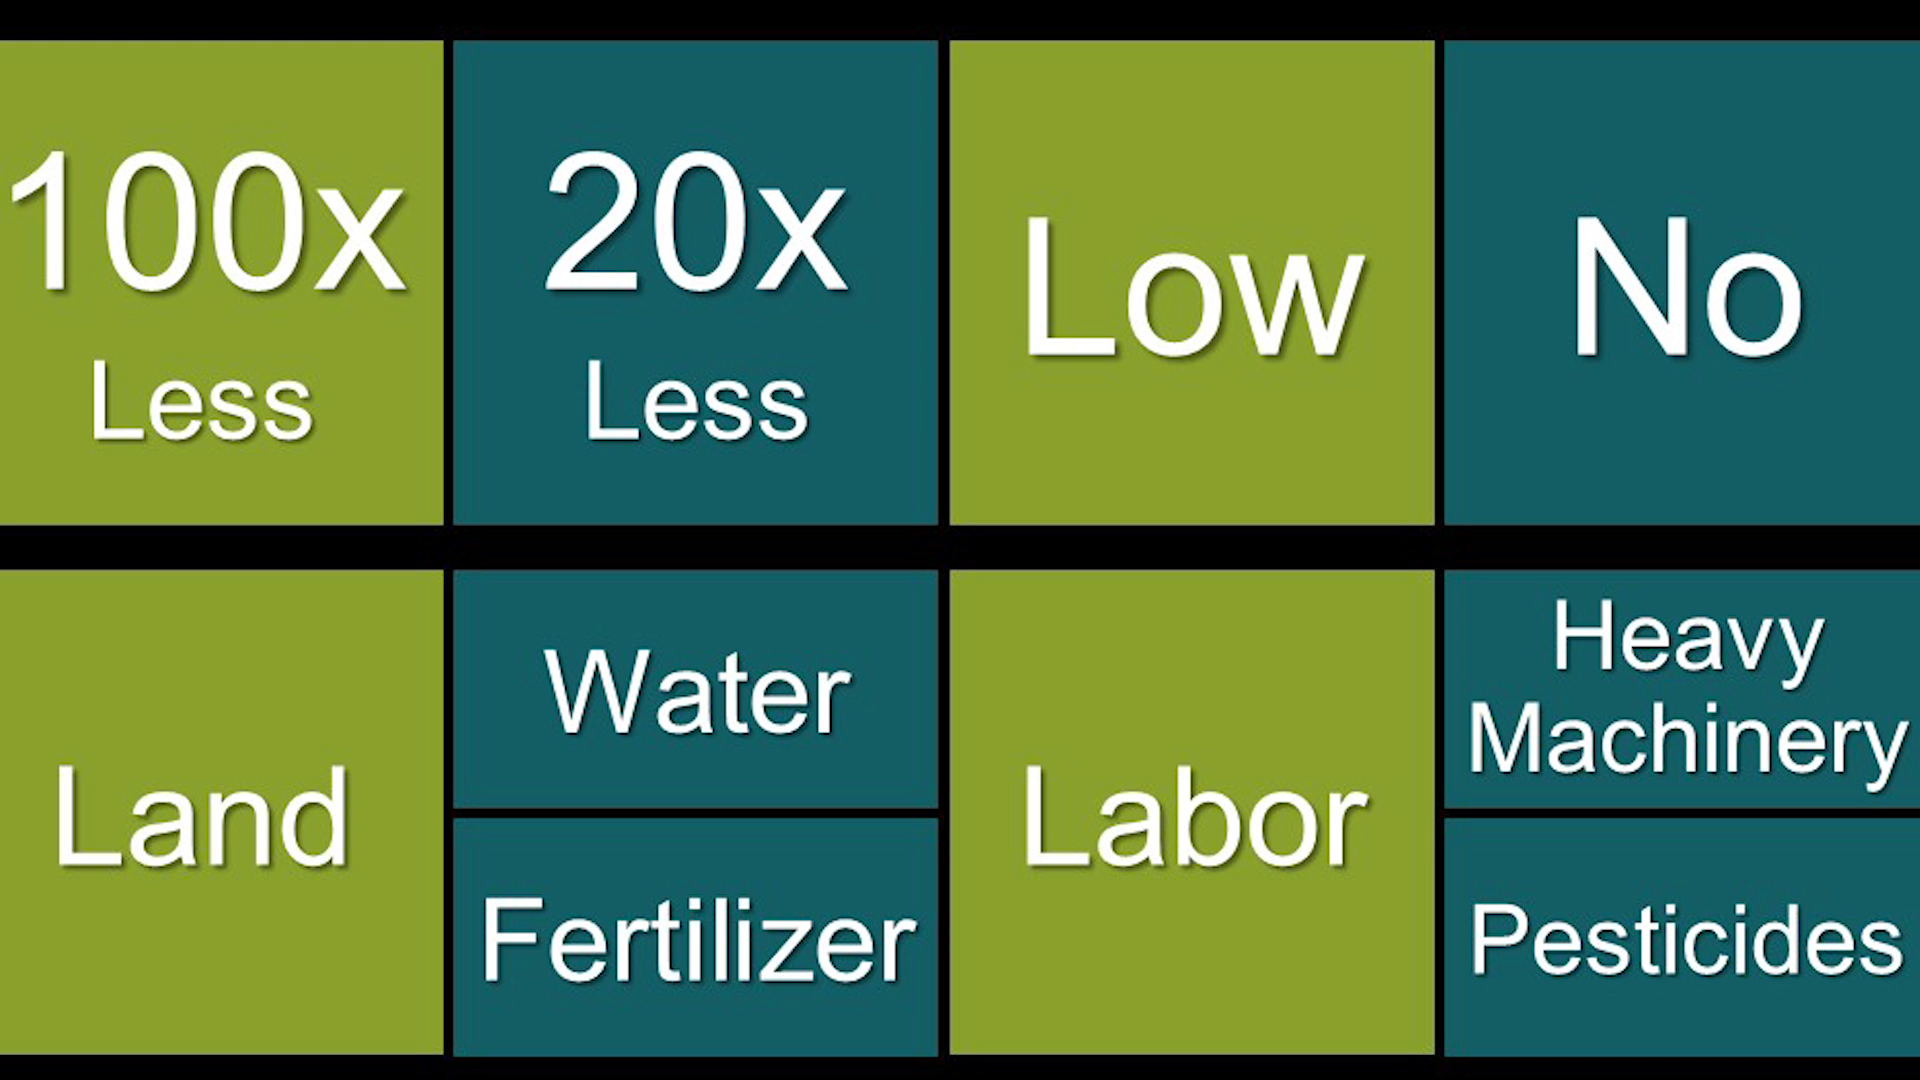 100x
Less
20x
Less
Low
No
Land
Water
Fertilizer
Labor
Heavy
Machinery
Pesticides